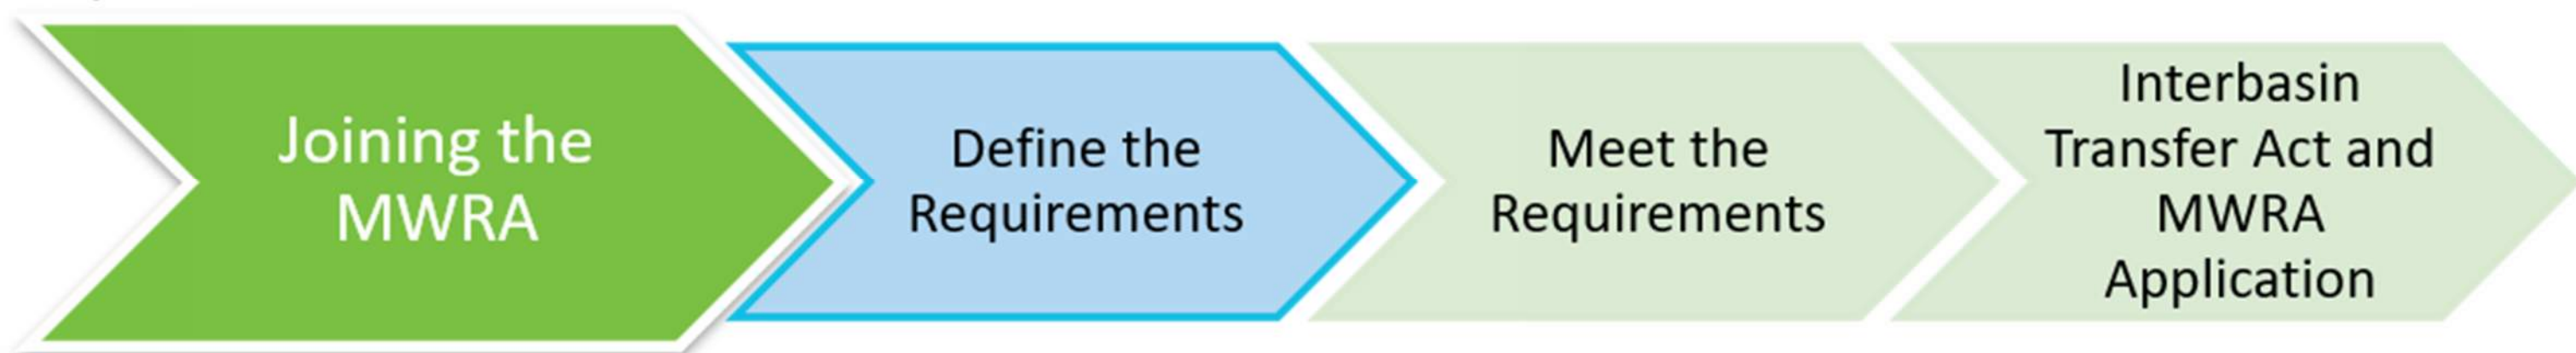 Joining the
MWRA
Define the
Requirements
Meet the
Requirements
Interbasin
Transfer Act and
MWRA
Application